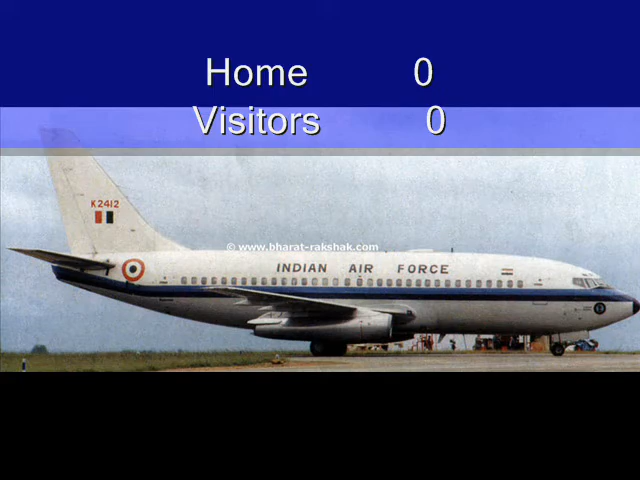 Home 0
Visitors 0
K2412
© www.bharat-rakshak.com
INDIAN AIR FORCE